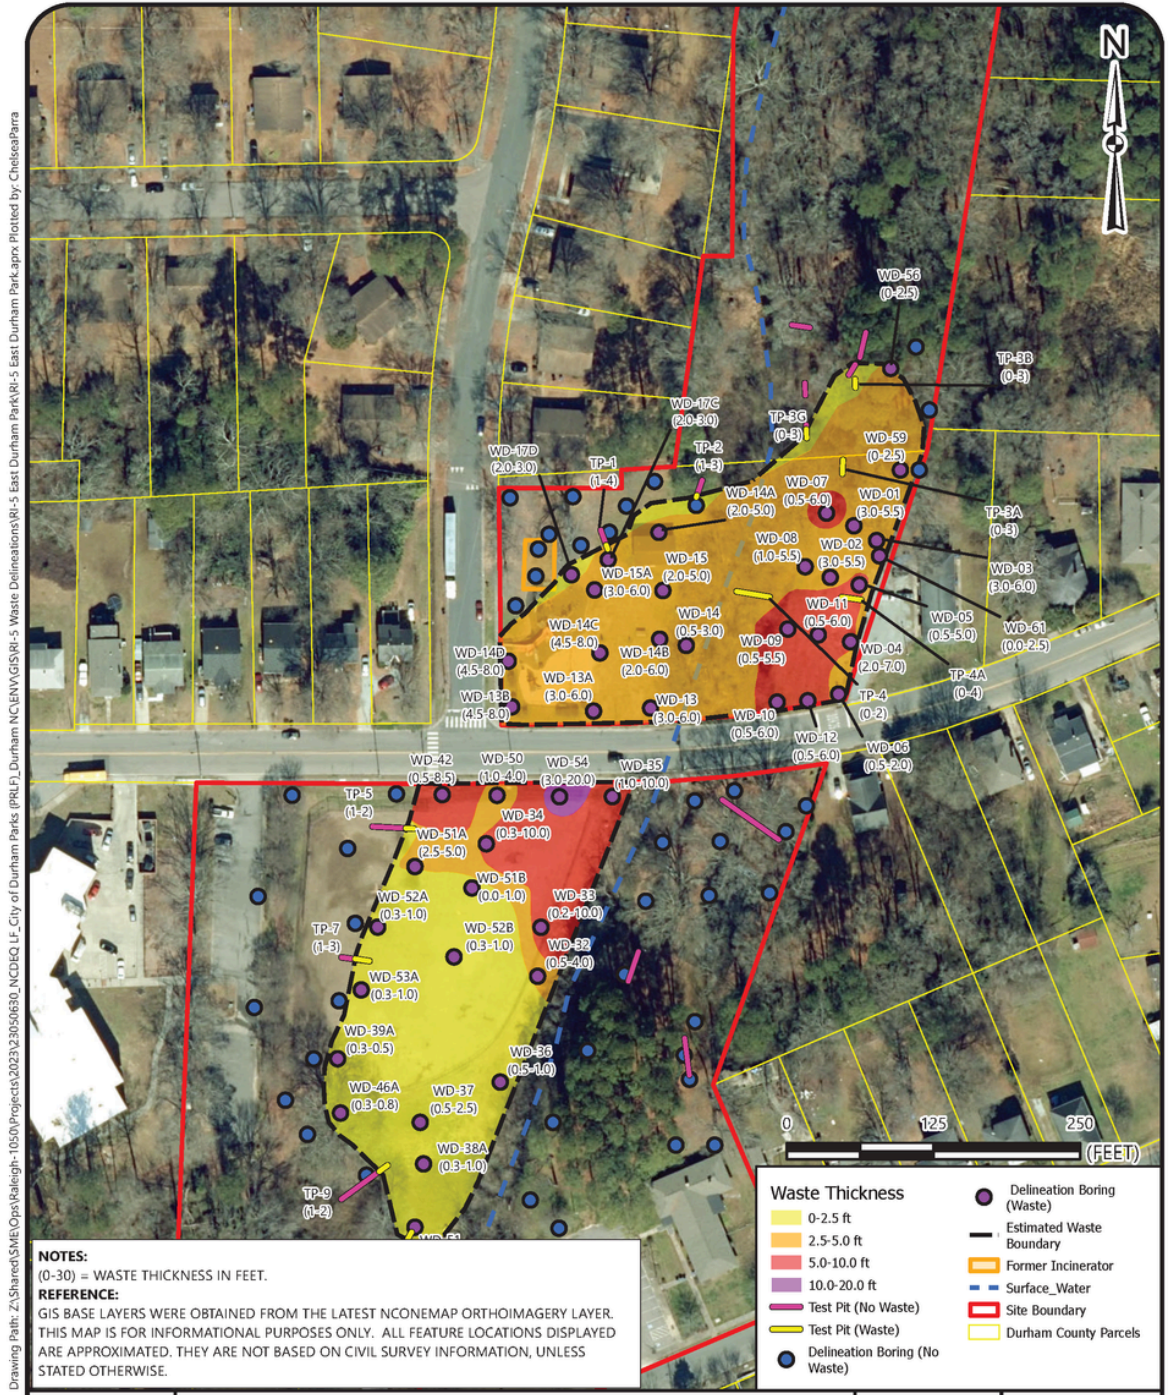 Drawing Path: Z:\Shared\SME\Ops\Raleigh-1050\Projects\2023\23050630_NCDEQ LF_City of Durham Parks (PRLF)_Durham NC\ENV\GIS\RI-5 Waste Delineations\RI-5 East Durham Park\RI-5 East Durham Park.aprx Plotted by: ChelseaParra
N
WD-56
(0-2.5)
TP-3B
(0-3)
WD-17C
(2.0-3.0)
TP-3G
(0-3)
WD-59
(0-2.5)
WD-17D
(2.0-3.0)
TP-1
(1-4)
TP-2
(1-3)
WD-14A
(2.0-5.0)
WD-07
(0.5-6.0)
WD-01
(3.0-5.5)
TP-3A
(0-3)
WD-08
(1.0-5.5)
WD-02
(3.0-5.5)
WD-15
(2.0-5.0)
WD-15A
(3.0-6.0)
WD-03
(3.0-6.0)
WD-11
(0.5-6.0)
WD-05
(0.5-5.0)
WD-61
(0.0-2.5)
WD-14C
(4.5-8.0)
WD-14
(0.5-3.0)
WD-14D
(4.5-8.0)
WD-14B
(2.0-6.0)
WD-09
(0.5-5.5)
WD-04
(2.0-7.0)
TP-4A
(0-4)
WD-13A
(3.0-6.0)
WD-13B
(4.5-8.0)
WD-13
(3.0-6.0)
WD-10
(0.5-6.0)
TP-4
(0-2)
WD-12
(0.5-6.0)
WD-06
(0.5-2.0)
WD-42
(0.5-8.5)
WD-50
(1.0-4.0)
WD-54
(3.0-20.0)
WD-35
(1.0-10.0)
TP-5
(1-2)
WD-34
(0.3-10.0)
WD-51A
(2.5-5.0)
WD-51B
(0.0-1.0)
WD-52A
(0.3-1.0)
WD-33
(0.2-10.0)
TP-7
(1-3)
WD-52B
(0.3-1.0)
WD-32
(0.5-4.0)
WD-53A
(0.3-1.0)
WD-39A
(0.3-0.5)
WD-36
(0.5-1.0)
WD-46A
(0.3-0.8)
WD-37
(0.5-2.5)
WD-38A
(0.3-1.0)
TP-9
(1-2)
0 125 250
(FEET)
NOTES:
(0-30) = WASTE THICKNESS IN FEET.
REFERENCE:
GIS BASE LAYERS WERE OBTAINED FROM THE LATEST NCONEMAP ORTHOIMAGERY LAYER.
THIS MAP IS FOR INFORMATIONAL PURPOSES ONLY. ALL FEATURE LOCATIONS DISPLAYED
ARE APPROXIMATED. THEY ARE NOT BASED ON CIVIL SURVEY INFORMATION, UNLESS
STATED OTHERWISE.
Waste Thickness
0-2.5 ft
2.5-5.0 ft
5.0-10.0 ft
10.0-20.0 ft
Test Pit (No Waste)
Test Pit (Waste)
Delineation Boring (No
Waste)
Delineation Boring
(Waste)
Estimated Waste
Boundary
Former Incinerator
Surface_Water
Site Boundary
Durham County Parcels